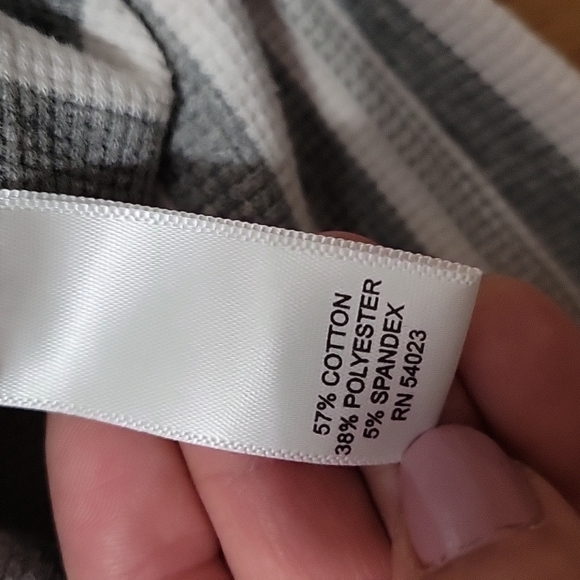 57% COTTON
38% POLYESTER
5% SPANDEX
RN 54023